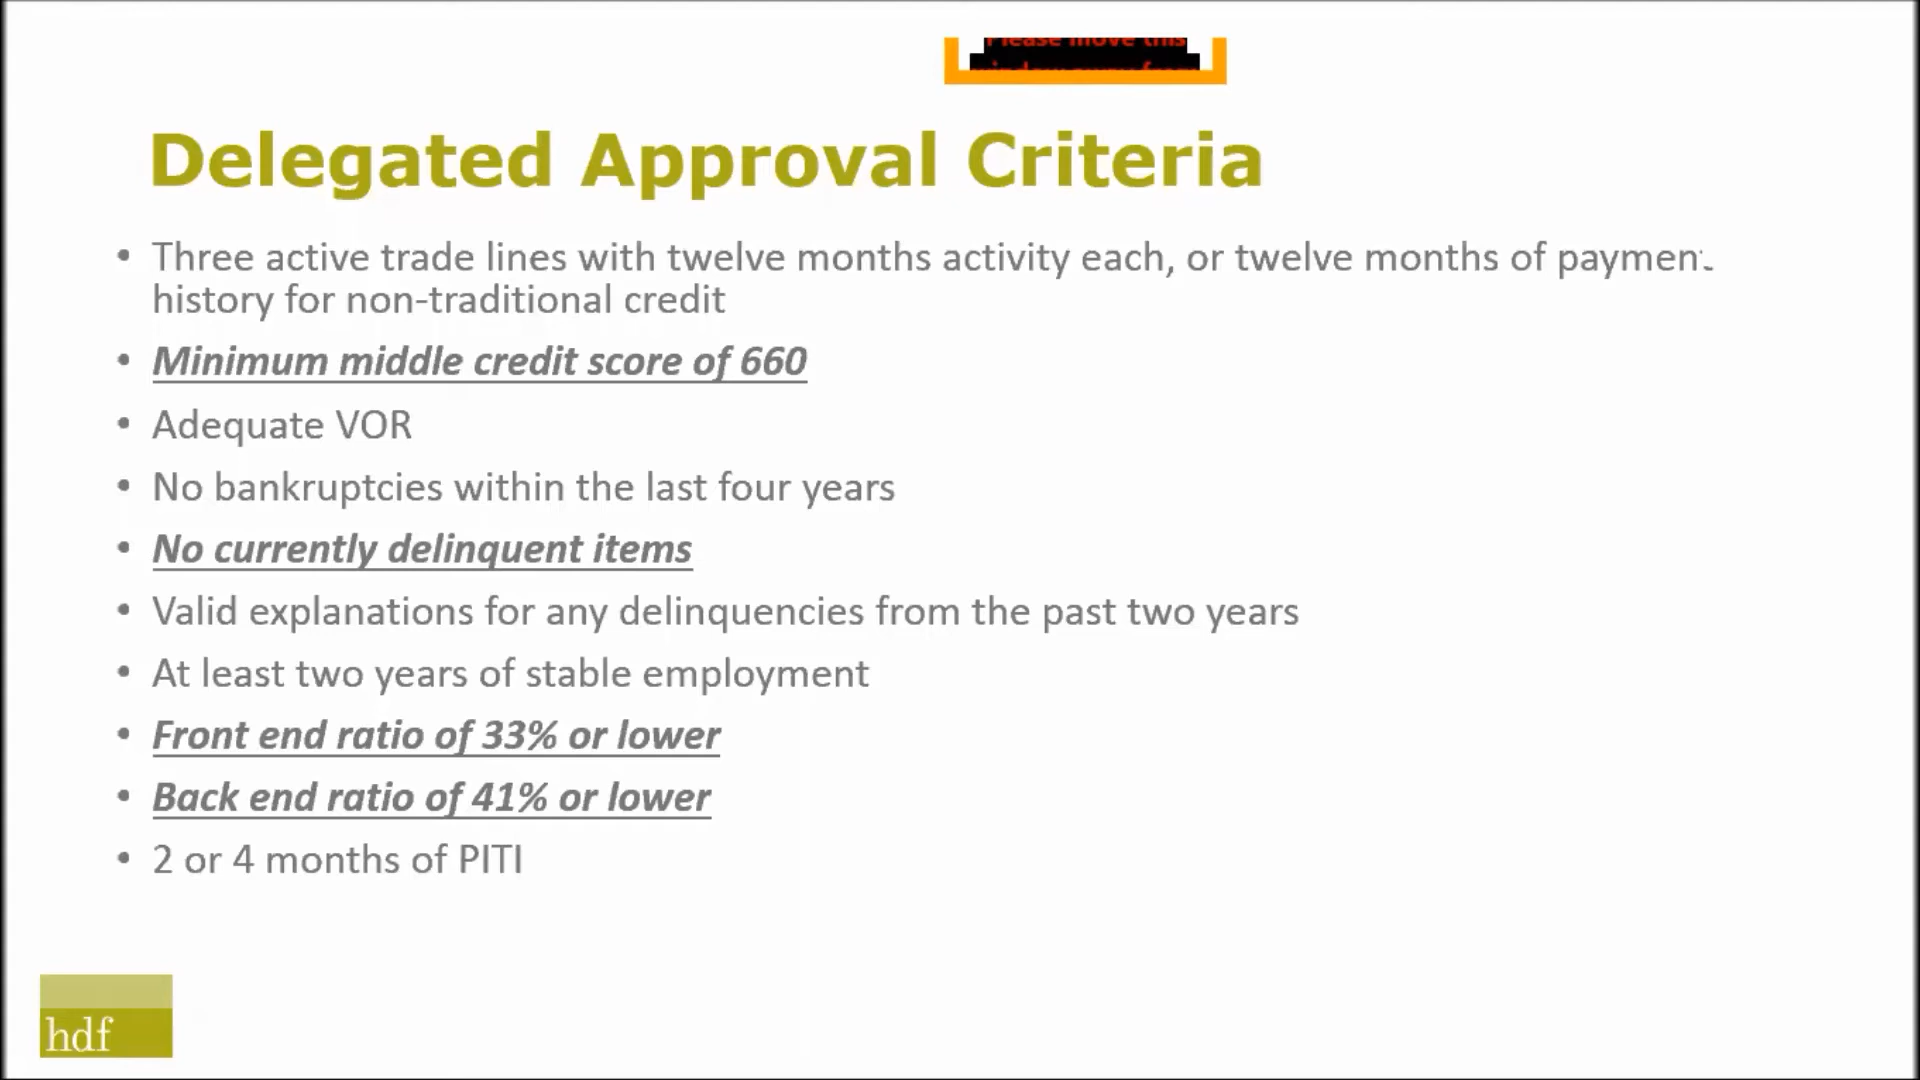 Please move this
Delegated Approval Criteria
• Three active trade lines with twelve months activity each, or twelve months of payment
history for non-traditional credit
• Minimum middle credit score of 660
• Adequate VOR
• No bankruptcies within the last four years
• No currently delinquent items
• Valid explanations for any delinquencies from the past two years
• At least two years of stable employment
• Front end ratio of 33% or lower
• Back end ratio of 41% or lower
• 2 or 4 months of PITI
hdf